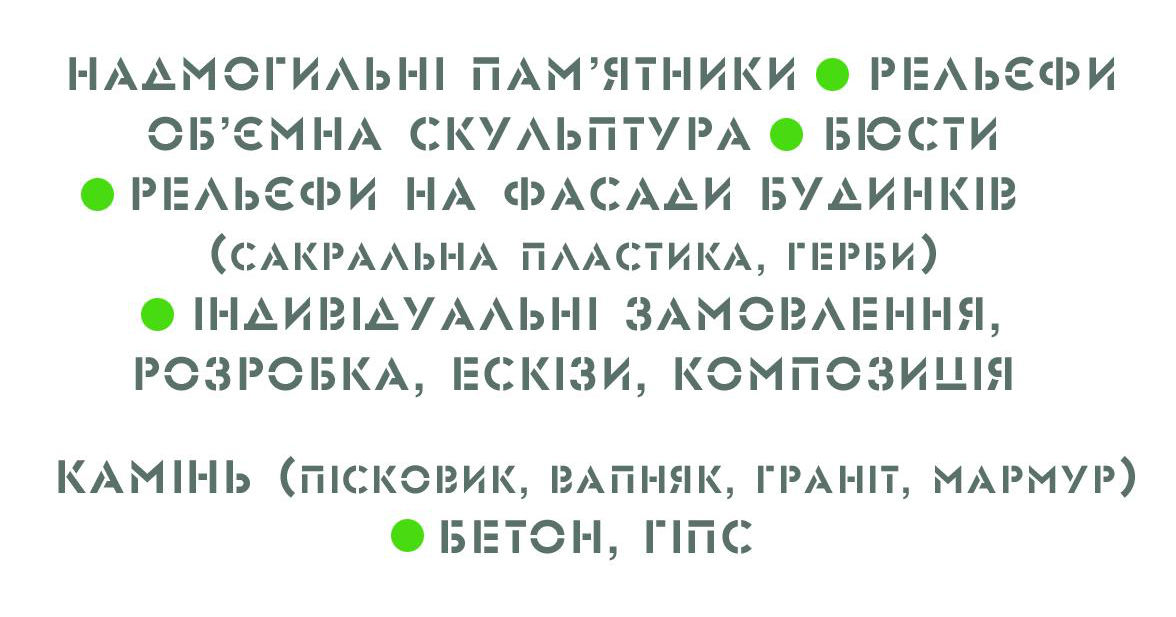 НАДМОГИЛЬНІ ПАМ’ЯТНИКИ ● РЕЛЬЄФИ
ОБ’ЄМНА СКУЛЬПТУРА ● БЮСТИ
● РЕЛЬЄФИ НА ФАСАДИ БУДИНКІВ
(САКРАЛЬНА ПЛАСТИКА, ГЕРБИ)
● ІНДИВІДУАЛЬНІ ЗАМОВЛЕННЯ,
РОЗРОБКА, ЕСКІЗИ, КОМПОЗИЦІЯ
КАМІНЬ (ПІСКОВИК, ВАПНЯК, ГРАНІТ, МАРМУР)
● БЕТОН, ГІПС